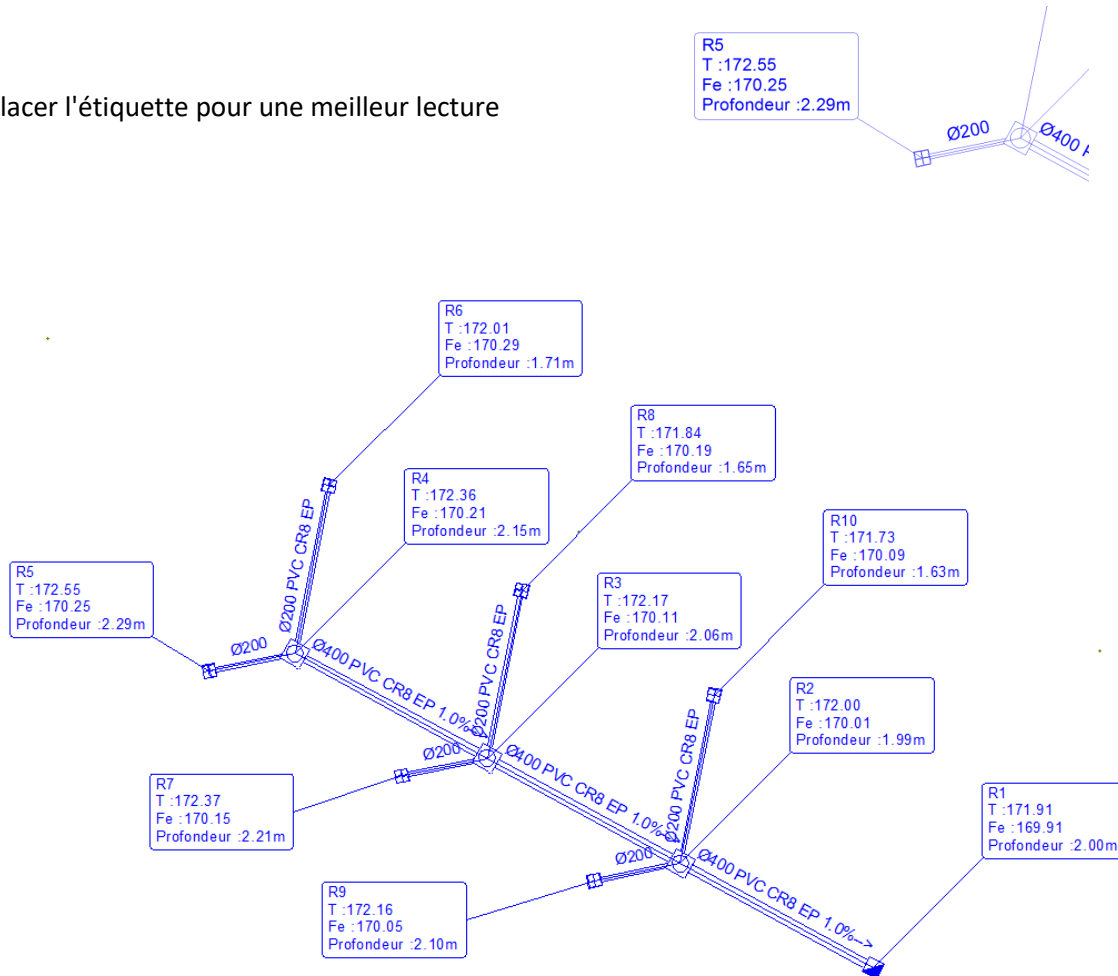 R5
T :172.55
Fe :170.25
Profondeur :2.29m
lacer l'étiquette pour une meilleur lecture
Ø200
Ø400
R6
T :172.01
Fe :170.29
Profondeur :1.71m
R8
T :171.84
Fe :170.19
Profondeur :1.65m
R4
T :172.36
Fe :170.21
Profondeur :2.15m
R10
T :171.73
Fe :170.09
Profondeur :1.63m
R5
T :172.55
Fe :170.25
Profondeur :2.29m
R3
T :172.17
Fe :170.11
Profondeur :2.06m
Ø200 PVC CR8 EP
Ø200
Ø400 PVC CR8 EP 1.0%-->
Ø200 PVC CR8 EP
R2
T :172.00
Fe :170.01
Profondeur :1.99m
Ø200
Ø400 PVC CR8 EP 1.0%-->
Ø200 PVC CR8 EP
R7
T :172.37
Fe :170.15
Profondeur :2.21m
R1
T :171.91
Fe :169.91
Profondeur :2.00m
Ø200
Ø400 PVC CR8 EP 1.0%-->
R9
T :172.16
Fe :170.05
Profondeur :2.10m